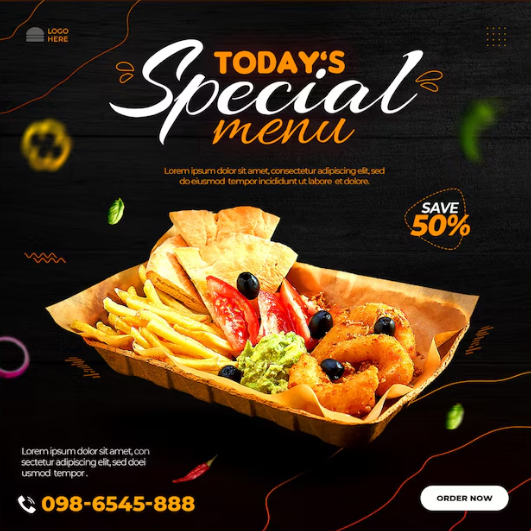 LOGO
HERE
TODAY'S
Special
menu
Lorem ipsum dolor sit amet, consectetur adipiscing elit, sed
do eiusmod tempor incididunt ut labore et dolore.
SAVE
50%
Lorem ipsum dolor sit amet, con
sectetur adipiscing elit, sed doei
usmod tempor.
098-6545-888
ORDER NOW